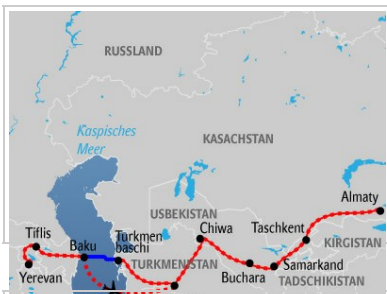 RUSSLAND
Kaspisches
Meer
KASACHSTAN
Almaty
USBEKISTAN
Chiwa
Taschkent
Tiflis
Baku
Turkmen
baschi
KIRGISTAN
TURKMENISTAN
Yerevan
Buchara
Samarkand
TADSCHIKISTAN